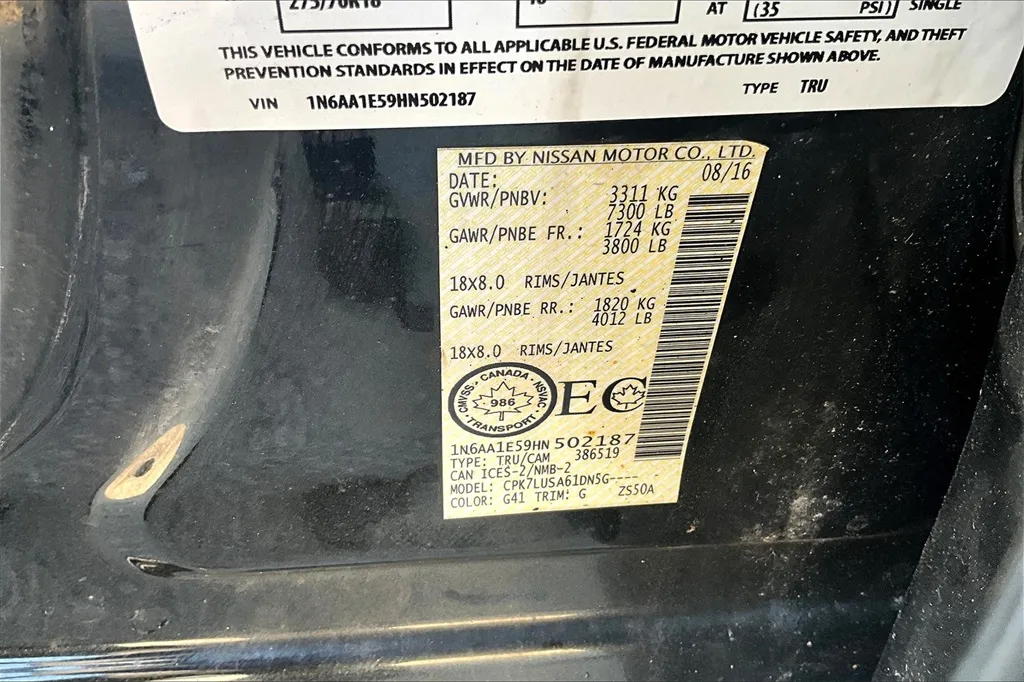 275/70R18
AT (35 PSI) SINGLE
THIS VEHICLE CONFORMS TO ALL APPLICABLE U.S. FEDERAL MOTOR VEHICLE SAFETY, AND THEFT
PREVENTION STANDARDS IN EFFECT ON THE DATE OF MANUFACTURE SHOWN ABOVE.
VIN 1N6AA1E59HN502187 TYPE TRU
MFD BY NISSAN MOTOR CO., LTD.
DATE: 08/16
GVWR/PNBV: 3311 KG
7300 LB
GAWR/PNBE FR.: 1724 KG
3800 LB
18x8.0 RIMS/JANTES
GAWR/PNBE RR.: 1820 KG
4012 LB
18x8.0 RIMS/JANTES
CANADA
CMVSS 986 NSVAC
TRANSPORT
EC
1N6AA1E59HN 502187
TYPE: TRU/CAM 386519
CAN ICES-2/NMB-2
MODEL: CPK7LUSA61DN5G----
COLOR: G41 TRIM: G ZS50A